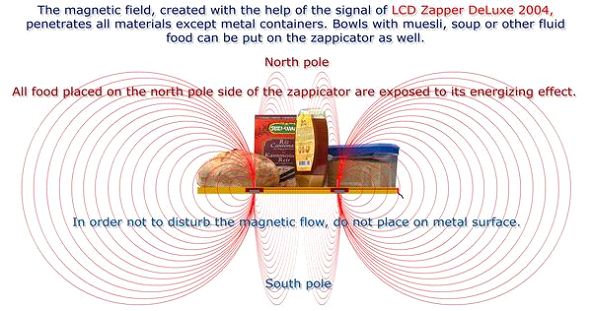 The magnetic field, created with the help of the signal of LCD Zapper DeLuxe 2004,
penetrates all materials except metal containers. Bowls with muesli, soup or other fluid
food can be put on the zappicator as well.
North pole
All food placed on the north pole side of the zappicator are exposed to its energizing effect.
In order not to disturb the magnetic flow, do not place on metal surface.
South pole